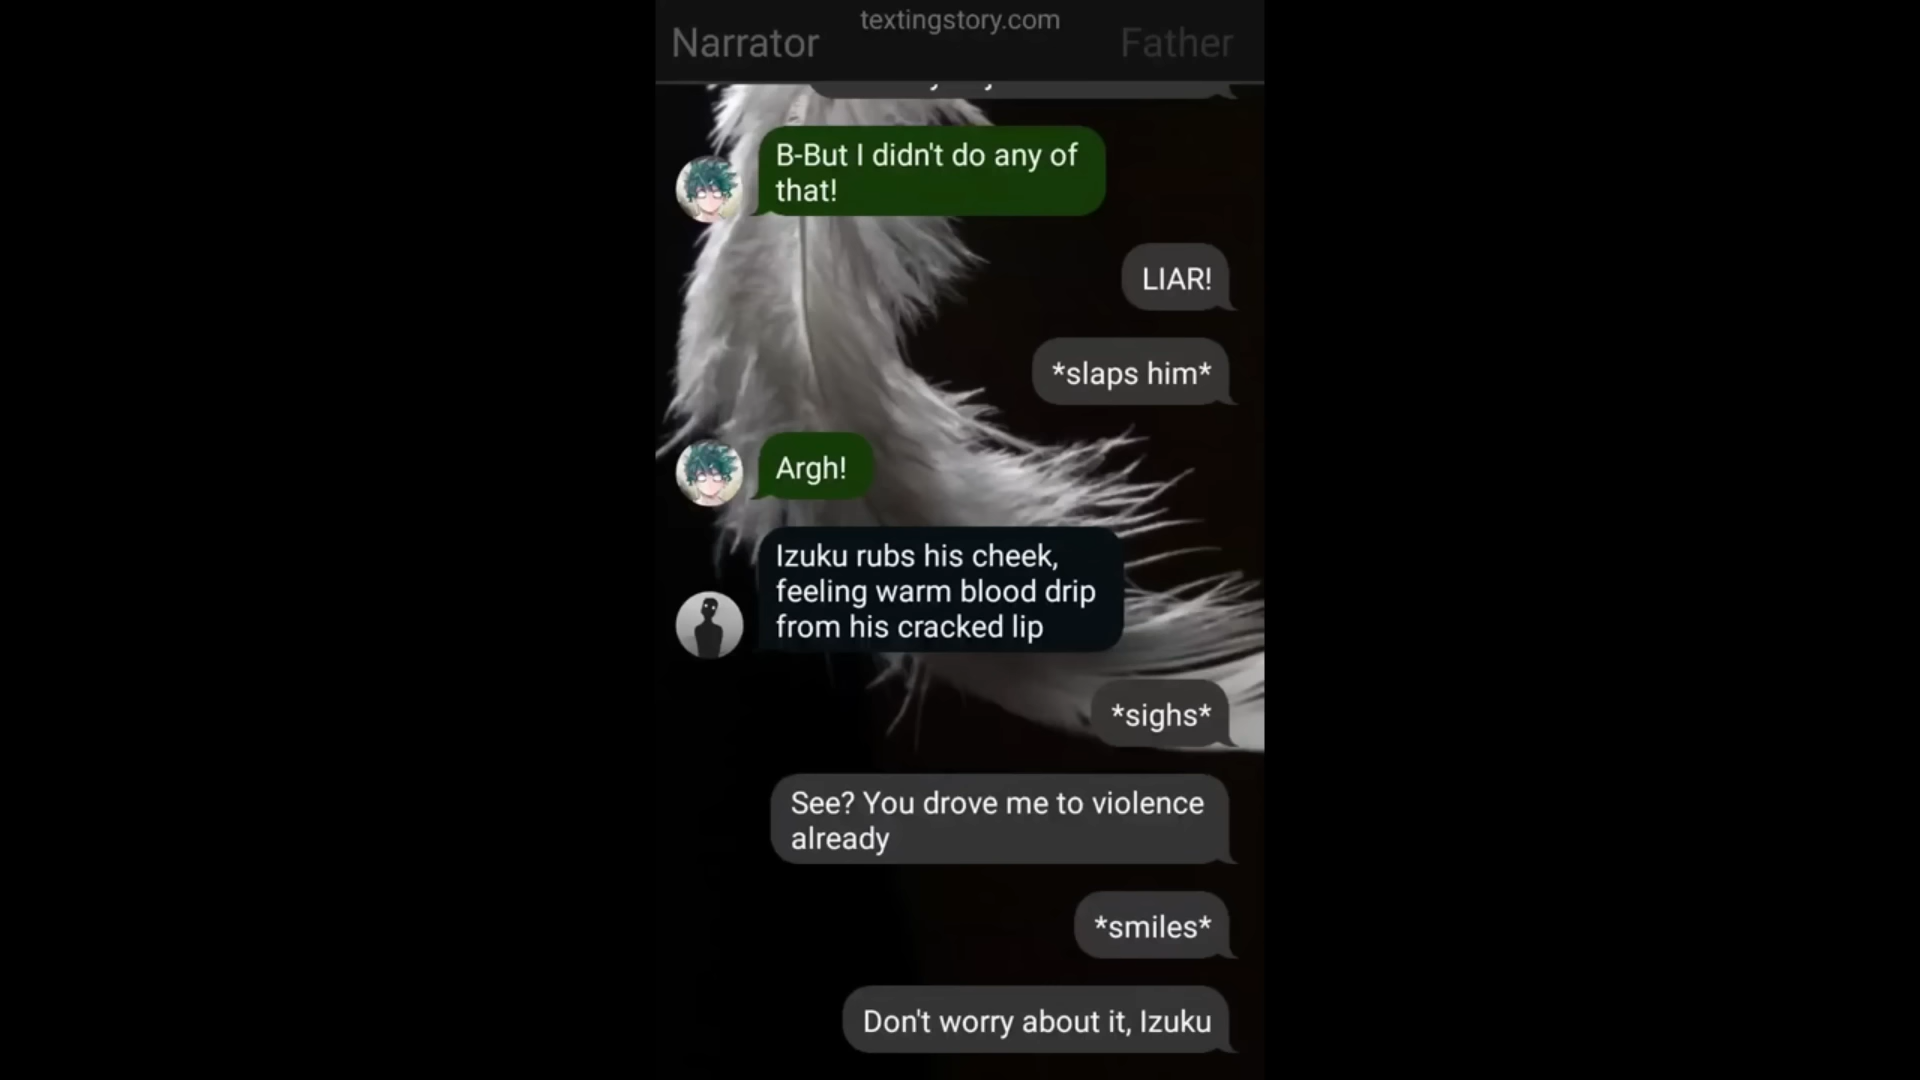 textingstory.com
Narrator
Father
B-But I didn't do any of
that!
LIAR!
*slaps him*
Argh!
Izuku rubs his cheek,
feeling warm blood drip
from his cracked lip
*sighs*
See? You drove me to violence
already
*smiles*
Don't worry about it, Izuku